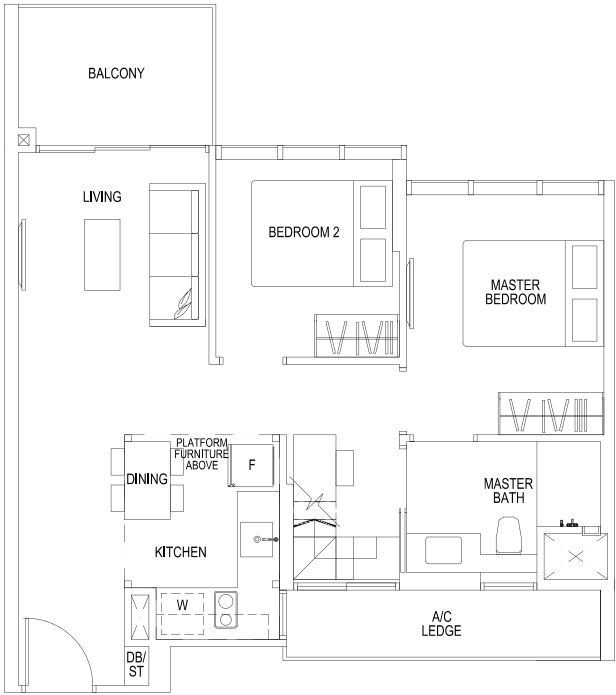 BALCONY
LIVING
BEDROOM 2
MASTER
BEDROOM
PLATFORM
FURNITURE
ABOVE
F
DINING
MASTER
BATH
KITCHEN
W
A/C
LEDGE
DB/
ST